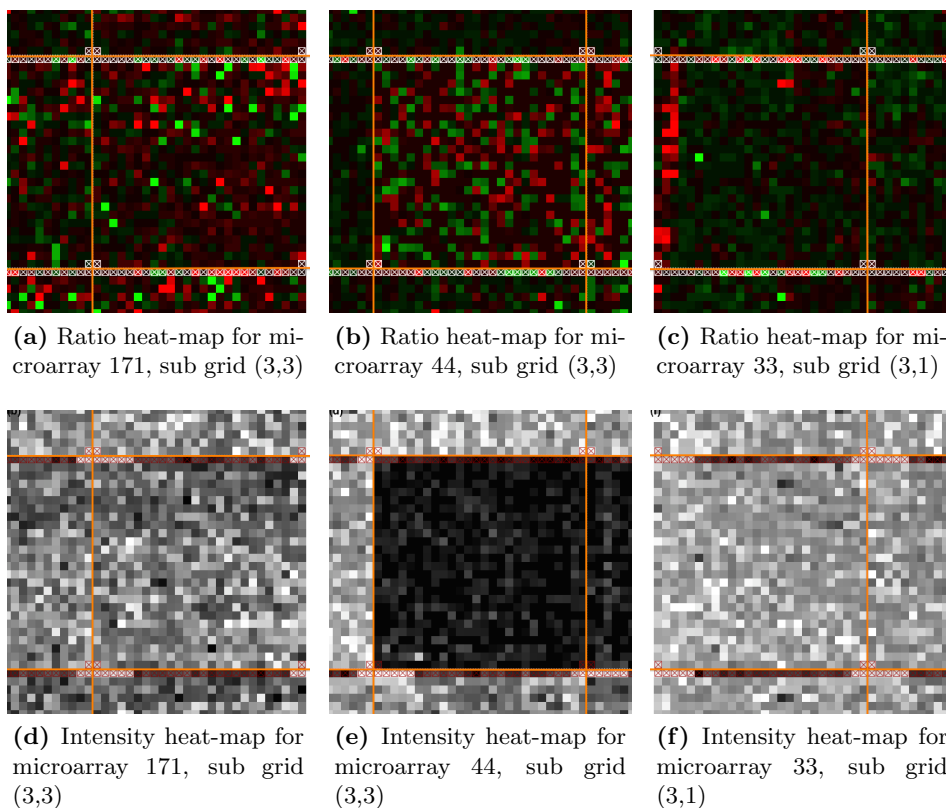 (a) Ratio heat-map for mi-
croarray 171, sub grid (3,3)
(b) Ratio heat-map for mi-
croarray 44, sub grid (3,3)
(c) Ratio heat-map for mi-
croarray 33, sub grid (3,1)
(d) Intensity heat-map for
microarray 171, sub grid
(3,3)
(e) Intensity heat-map for
microarray 44, sub grid
(3,3)
(f) Intensity heat-map for
microarray 33, sub grid
(3,1)